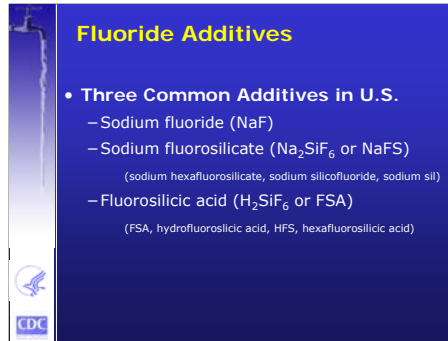 Fluoride Additives
• Three Common Additives in U.S.
–Sodium fluoride (NaF)
–Sodium fluorosilicate (Na₂SiF₆ or NaFS)
(sodium hexafluorosilicate, sodium silicofluoride, sodium sil)
–Fluorosilicic acid (H₂SiF₆ or FSA)
(FSA, hydrofluoroslicic acid, HFS, hexafluorosilicic acid)
CDC